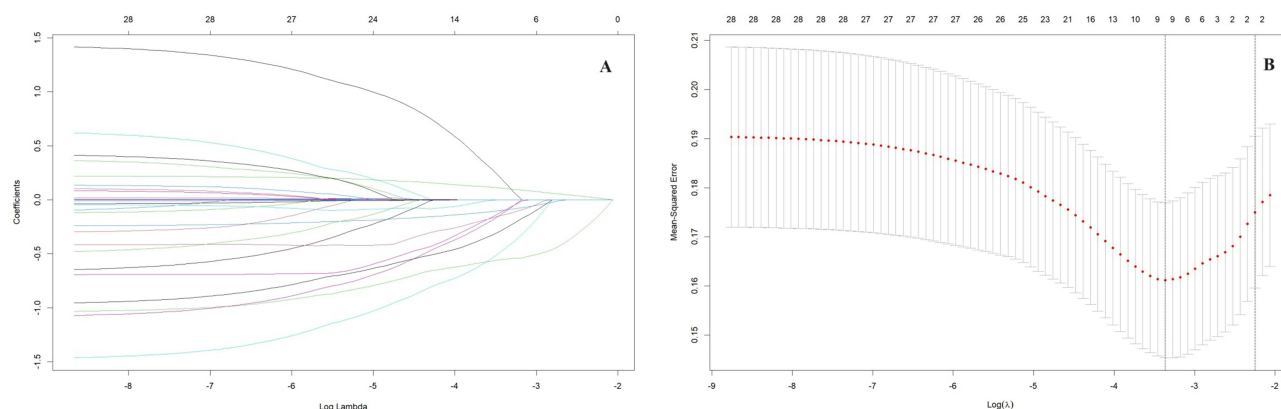 28 28 27 24 14 6 0
A
Coefficients
1.5
1.0
0.5
0.0
-0.5
-1.0
-1.5
-8 -7 -6 -5 -4 -3 -2
Log Lambda
28 28 28 28 28 28 27 27 27 27 27 26 26 25 23 21 16 13 10 9 9 6 6 3 2 2 2
B
Mean-Squared Error
0.21
0.20
0.19
0.18
0.17
0.16
0.15
-9 -8 -7 -6 -5 -4 -3 -2
Log(λ)